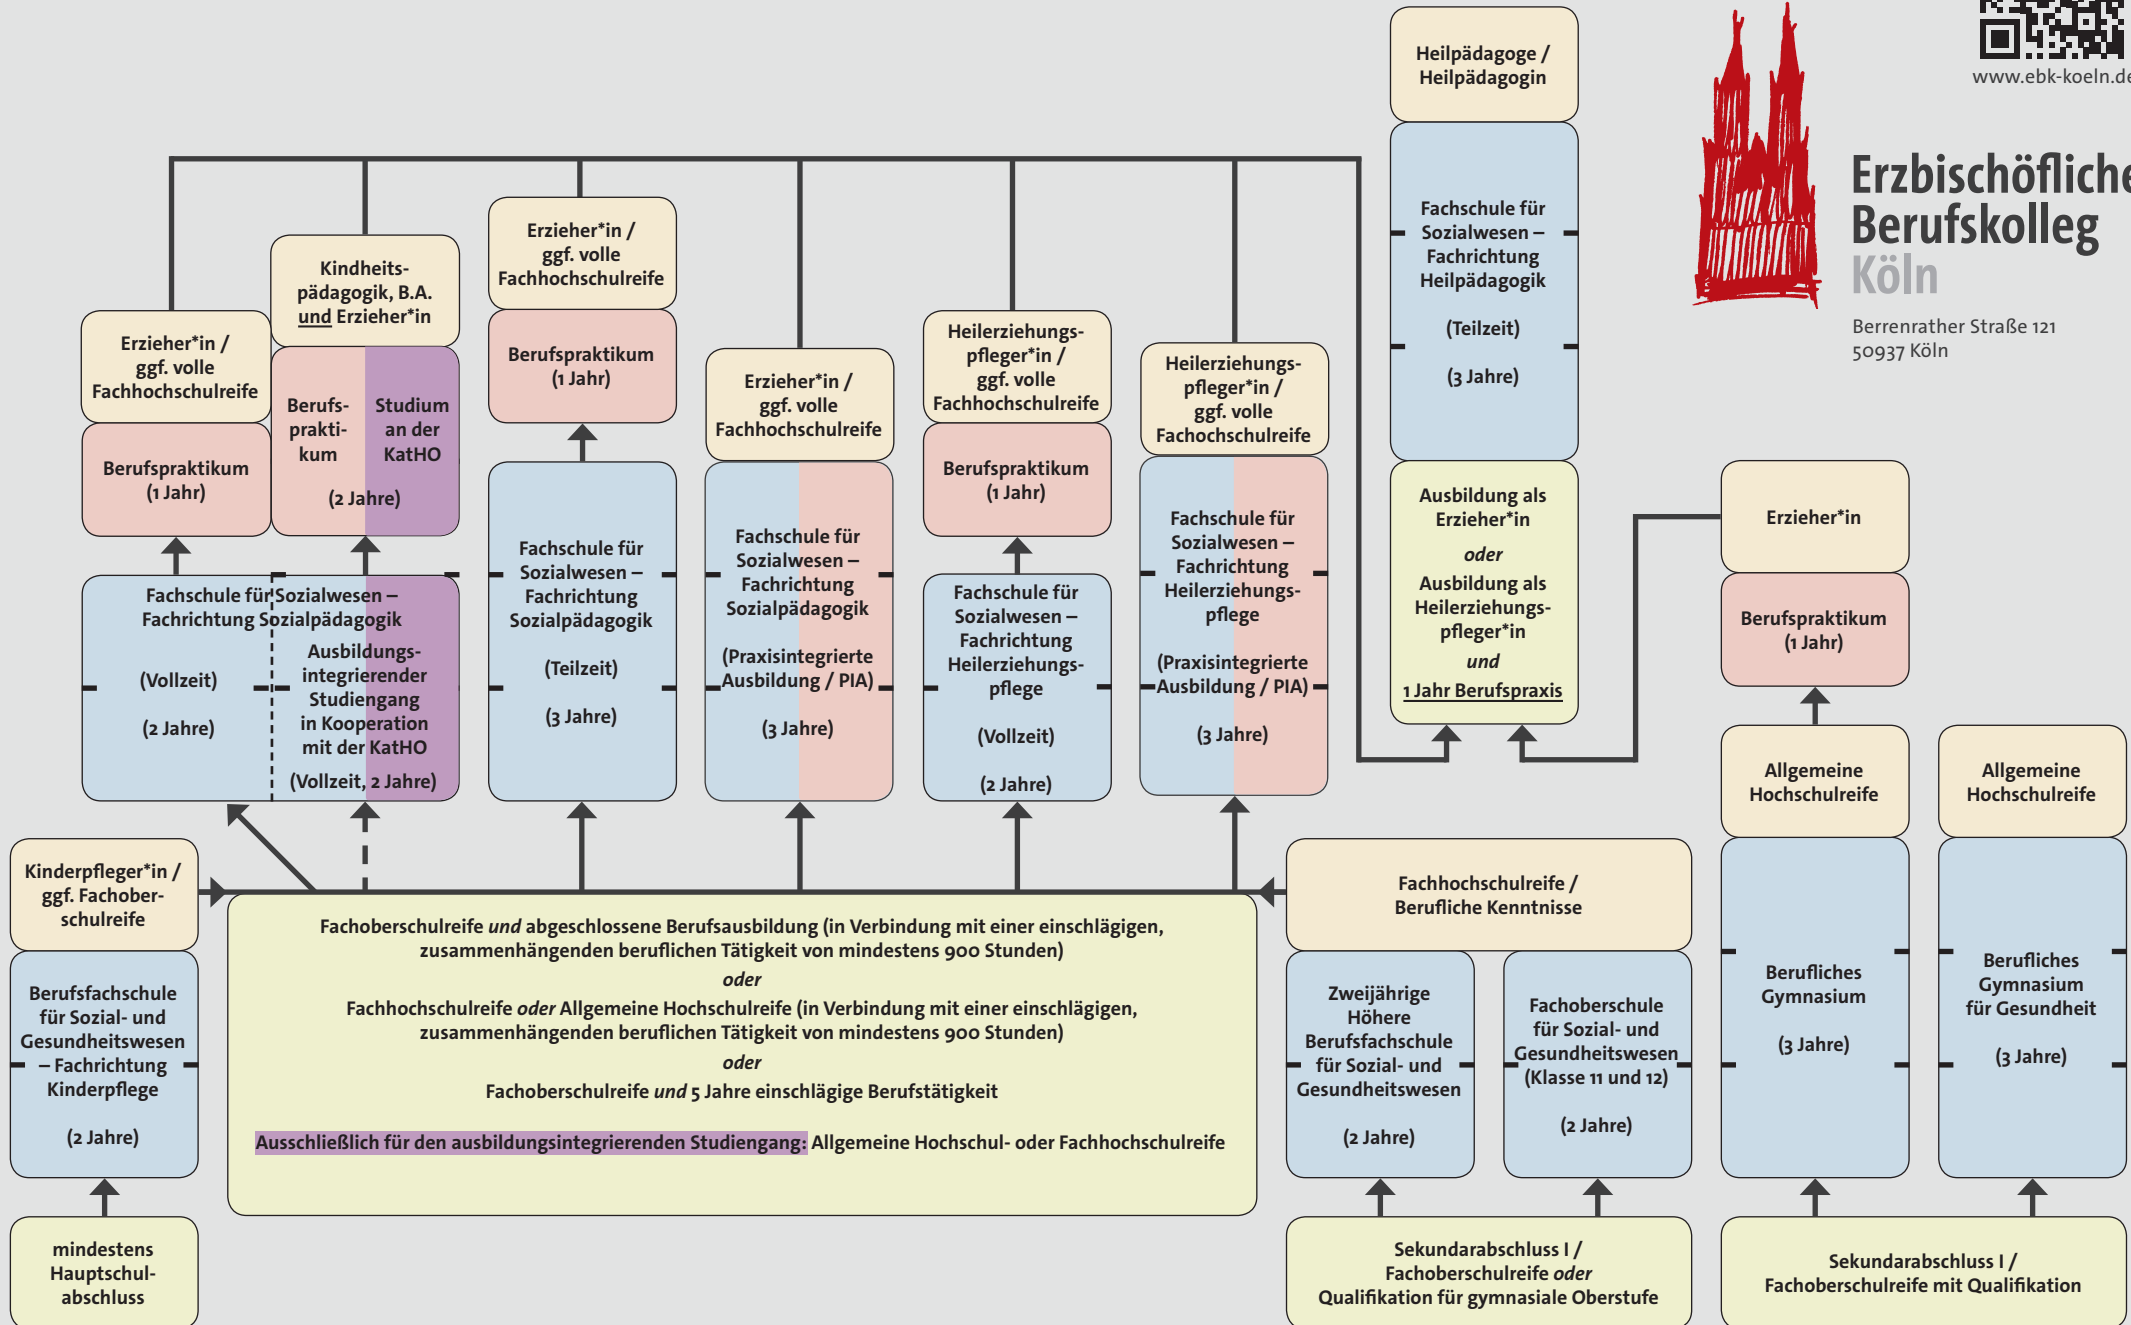 www.ebk-koeln.de
Erzbischöfliche
Berufskolleg
Köln
Berrenrather Straße 121
50937 Köln
Heilpädagoge /
Heilpädagogin
Fachschule für
Sozialwesen –
Fachrichtung
Heilpädagogik
(Teilzeit)
(3 Jahre)
Ausbildung als
Erzieher*in
oder
Ausbildung als
Heilerziehungs-
pfleger*in
und
1 Jahr Berufspraxis
Erzieher*in /
ggf. volle
Fachhochschulreife
Berufspraktikum
(1 Jahr)
Kindheits-
pädagogik, B.A.
und Erzieher*in
Berufs-
prakti-
kum
Studium
an der
KatHO
(2 Jahre)
Fachschule für Sozialwesen –
Fachrichtung Sozialpädagogik
(Vollzeit)
(2 Jahre)
Ausbildungs-
integrierender
Studiengang
in Kooperation
mit der KatHO
(Vollzeit, 2 Jahre)
Erzieher*in /
ggf. volle
Fachhochschulreife
Berufspraktikum
(1 Jahr)
Fachschule für
Sozialwesen –
Fachrichtung
Sozialpädagogik
(Teilzeit)
(3 Jahre)
Erzieher*in /
ggf. volle
Fachhochschulreife
Fachschule für
Sozialwesen –
Fachrichtung
Sozialpädagogik
(Praxisintegrierte
Ausbildung / PIA)
(3 Jahre)
Heilerziehungs-
pfleger*in /
ggf. volle
Fachhochschulreife
Berufspraktikum
(1 Jahr)
Fachschule für
Sozialwesen –
Fachrichtung
Heilerziehungs-
pflege
(Vollzeit)
(2 Jahre)
Heilerziehungs-
pfleger*in /
ggf. volle
Fachochschulreife
Fachschule für
Sozialwesen –
Fachrichtung
Heilerziehungs-
pflege
(Praxisintegrierte
Ausbildung / PIA)
(3 Jahre)
Erzieher*in
Berufspraktikum
(1 Jahr)
Allgemeine
Hochschulreife
Berufliches
Gymnasium
(3 Jahre)
Allgemeine
Hochschulreife
Berufliches
Gymnasium
für Gesundheit
(3 Jahre)
Kinderpfleger*in /
ggf. Fachober-
schulreife
Berufsfachschule
für Sozial- und
Gesundheitswesen
– Fachrichtung
Kinderpflege
(2 Jahre)
mindestens
Hauptschul-
abschluss
Fachoberschulreife und abgeschlossene Berufsausbildung (in Verbindung mit einer einschlägigen,
zusammenhängenden beruflichen Tätigkeit von mindestens 900 Stunden)
oder
Fachhochschulreife oder Allgemeine Hochschulreife (in Verbindung mit einer einschlägigen,
zusammenhängenden beruflichen Tätigkeit von mindestens 900 Stunden)
oder
Fachoberschulreife und 5 Jahre einschlägige Berufstätigkeit
Ausschließlich für den ausbildungsintegrierenden Studiengang: Allgemeine Hochschul- oder Fachhochschulreife
Fachhochschulreife /
Berufliche Kenntnisse
Zweijährige
Höhere
Berufsfachschule
für Sozial- und
Gesundheitswesen
(2 Jahre)
Fachoberschule
für Sozial- und
Gesundheitswesen
(Klasse 11 und 12)
(2 Jahre)
Sekundarabschluss I /
Fachoberschulreife oder
Qualifikation für gymnasiale Oberstufe
Sekundarabschluss I /
Fachoberschulreife mit Qualifikation